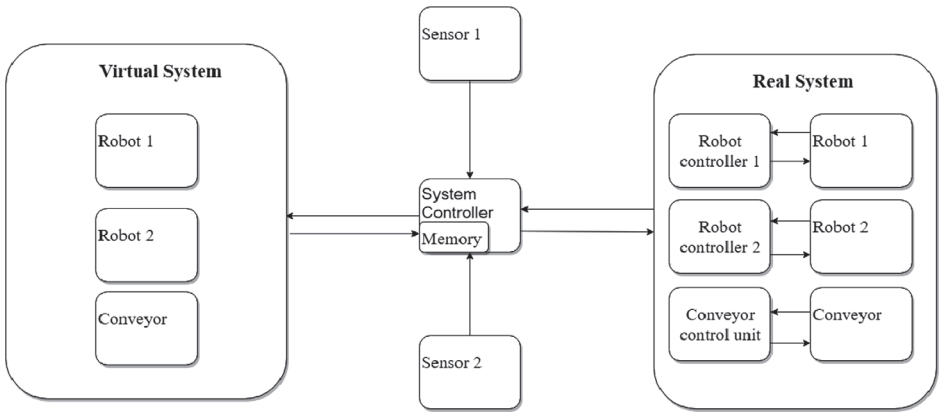 Virtual System
Robot 1
Robot 2
Conveyor
Sensor 1
System
Controller
Memory
Sensor 2
Real System
Robot
controller 1
Robot 1
Robot
controller 2
Robot 2
Conveyor
control unit
Conveyor